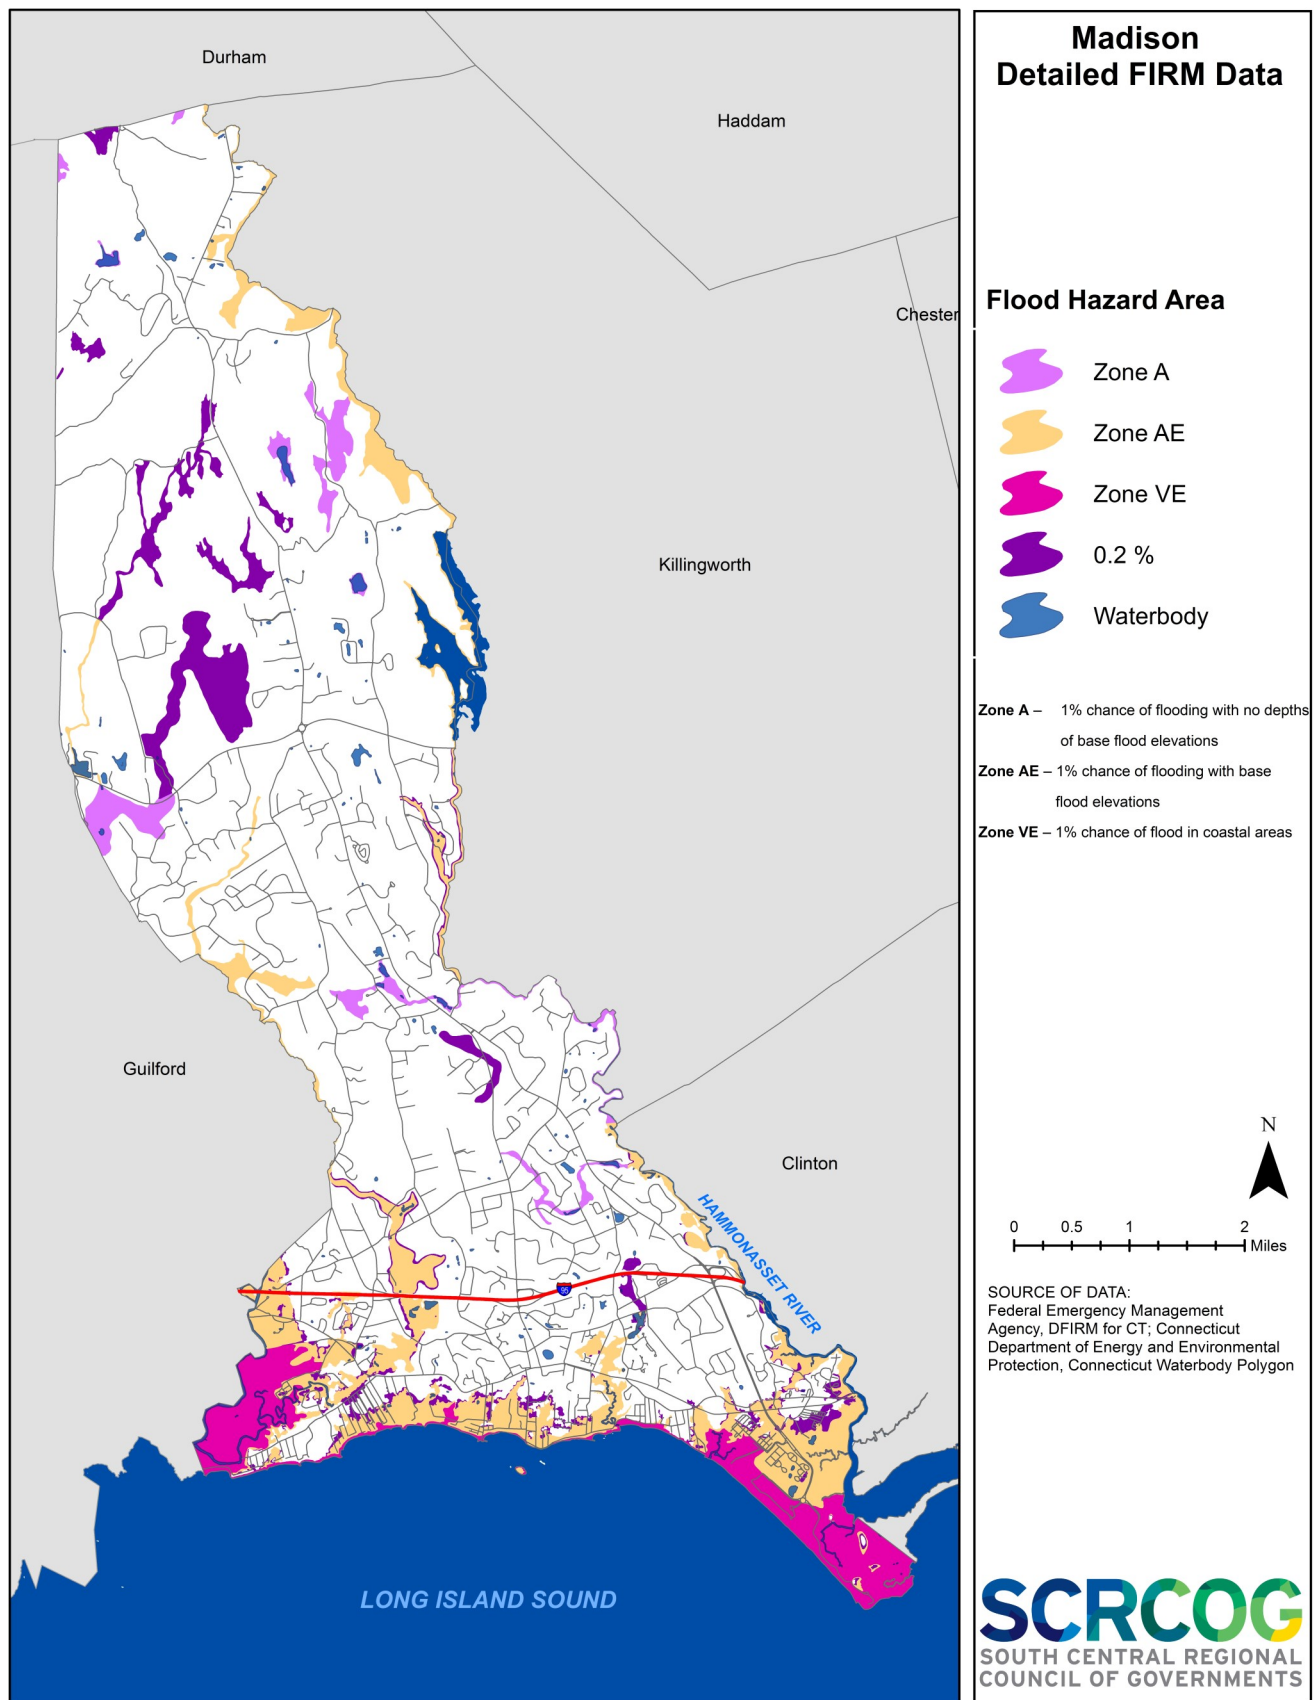 Durham
Haddam
Chester
Killingworth
Guilford
Clinton
HAMMONASSET RIVER
95
LONG ISLAND SOUND
Madison
Detailed FIRM Data
Flood Hazard Area
Zone A
Zone AE
Zone VE
0.2 %
Waterbody
Zone A – 1% chance of flooding with no depths
of base flood elevations
Zone AE – 1% chance of flooding with base
flood elevations
Zone VE – 1% chance of flood in coastal areas
N
0 0.5 1 2
Miles
SOURCE OF DATA:
Federal Emergency Management
Agency, DFIRM for CT; Connecticut
Department of Energy and Environmental
Protection, Connecticut Waterbody Polygon
SCRCOG
SOUTH CENTRAL REGIONAL
COUNCIL OF GOVERNMENTS